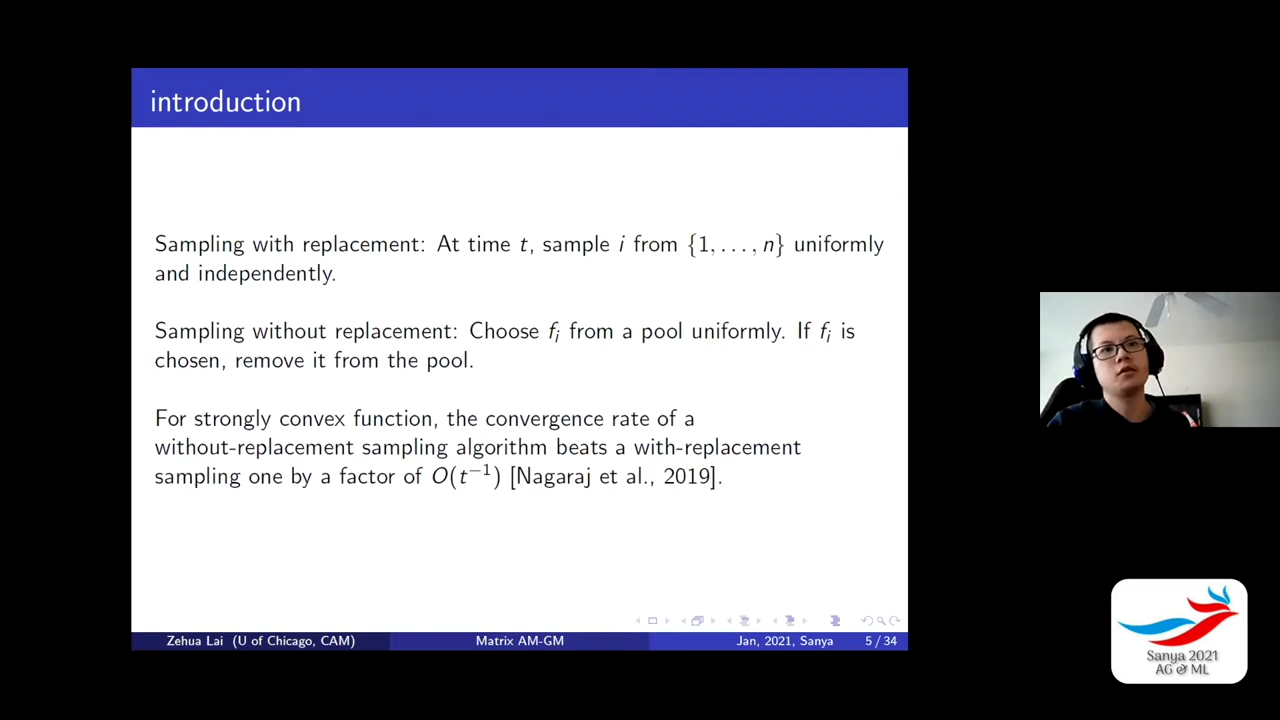 introduction
Sampling with replacement: At time t, sample i from {1, . . . , n} uniformly
and independently.
Sampling without replacement: Choose fᵢ from a pool uniformly. If fᵢ is
chosen, remove it from the pool.
For strongly convex function, the convergence rate of a
without-replacement sampling algorithm beats a with-replacement
sampling one by a factor of O(t⁻¹) [Nagaraj et al., 2019].
Zehua Lai (U of Chicago, CAM) Matrix AM-GM Jan, 2021, Sanya 5 / 34
Sanya 2021
AG & ML